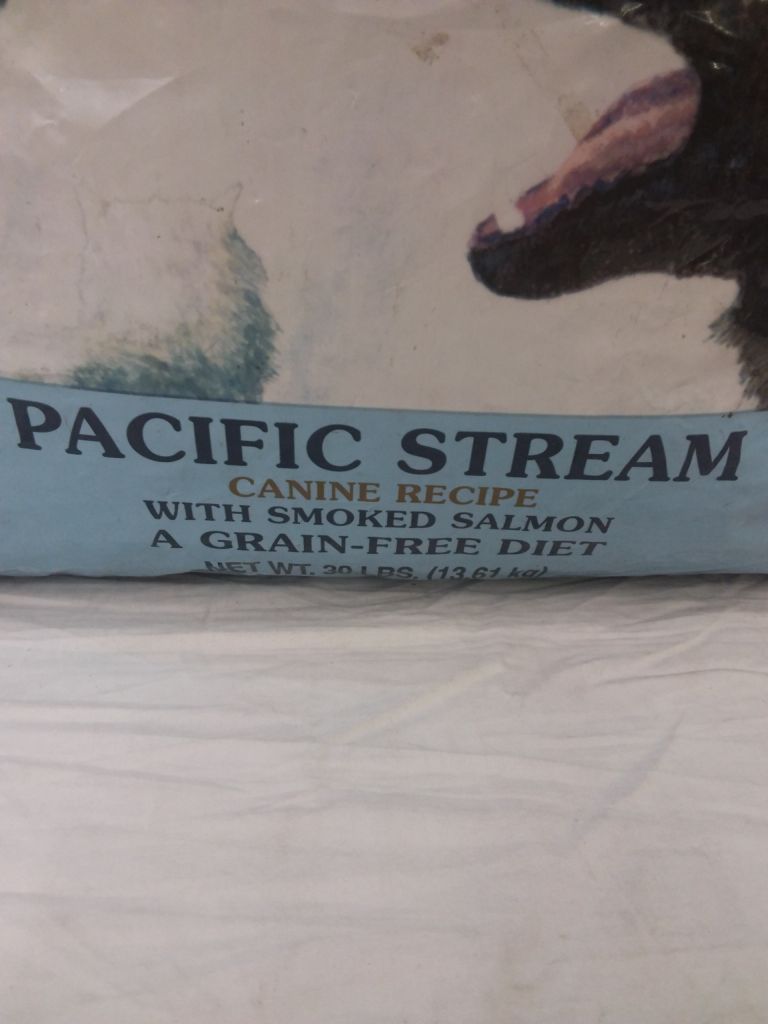 PACIFIC STREAM
CANINE RECIPE
WITH SMOKED SALMON
A GRAIN-FREE DIET
NET WT. 30 LBS. (13.61 kg)